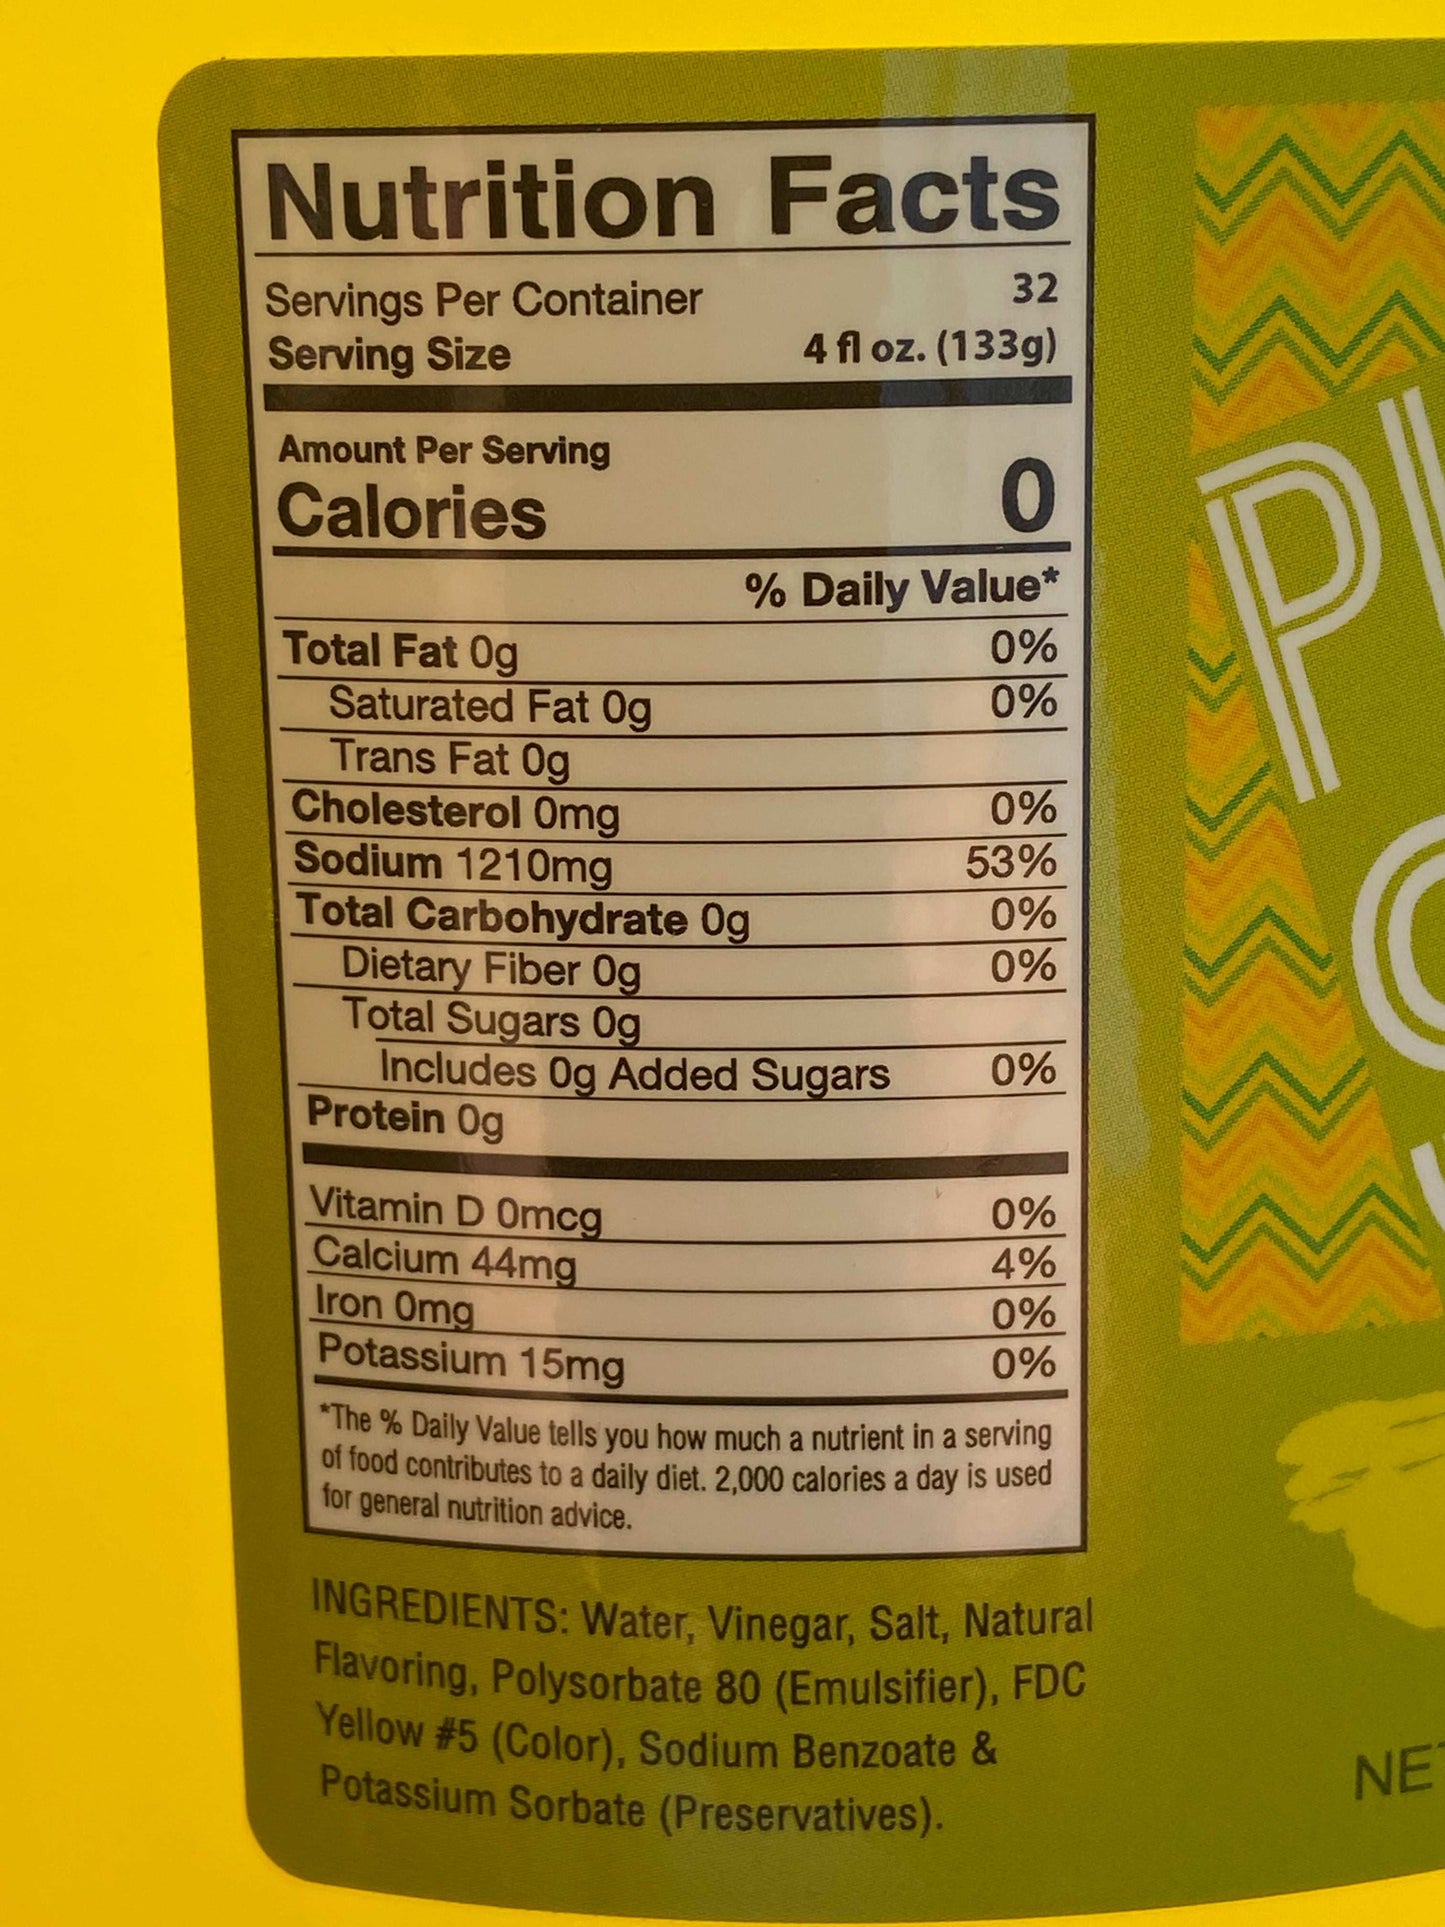 Nutrition Facts
Servings Per Container 32
Serving Size 4 fl oz. (133g)
Amount Per Serving
Calories 0
% Daily Value*
Total Fat 0g 0%
Saturated Fat 0g 0%
Trans Fat 0g
Cholesterol 0mg 0%
Sodium 1210mg 53%
Total Carbohydrate 0g 0%
Dietary Fiber 0g 0%
Total Sugars 0g
Includes 0g Added Sugars 0%
Protein 0g
Vitamin D 0mcg 0%
Calcium 44mg 4%
Iron 0mg 0%
Potassium 15mg 0%
*The % Daily Value tells you how much a nutrient in a serving
of food contributes to a daily diet. 2,000 calories a day is used
for general nutrition advice.
INGREDIENTS: Water, Vinegar, Salt, Natural
Flavoring, Polysorbate 80 (Emulsifier), FDC
Yellow #5 (Color), Sodium Benzoate &
Potassium Sorbate (Preservatives).